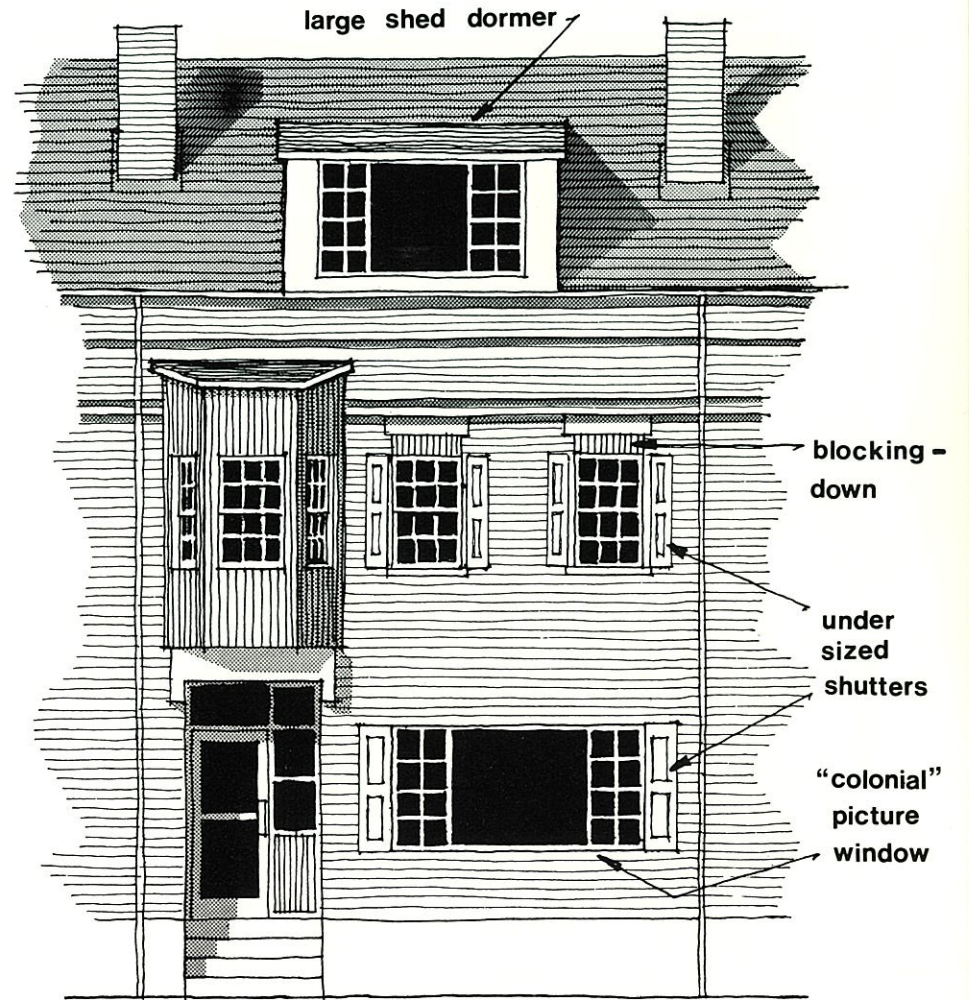 large shed dormer
blocking-
down
under
sized
shutters
“colonial”
picture
window